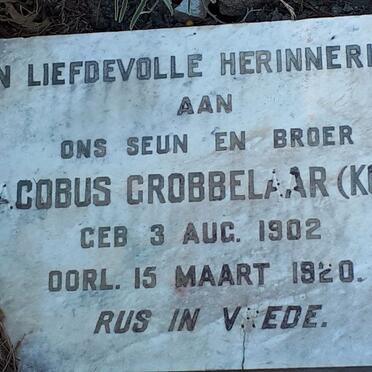 N LIEFDEVOLLE HERINNERI
AAN
ONS SEUN EN BROER
ACOBUS GROBBELAAR (KO
GEB 3 AUG. 1902
OORL. 15 MAART 1920.
RUS IN VREDE.